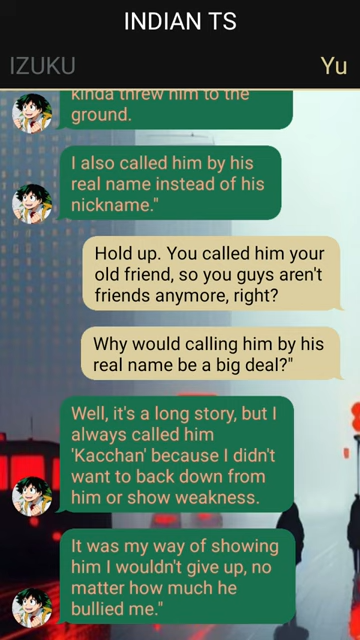 INDIAN TS
IZUKU
Yu
kinda threw him to the
ground.
I also called him by his
real name instead of his
nickname."
Hold up. You called him your
old friend, so you guys aren't
friends anymore, right?
Why would calling him by his
real name be a big deal?"
Well, it's a long story, but I
always called him
'Kacchan' because I didn't
want to back down from
him or show weakness.
It was my way of showing
him I wouldn't give up, no
matter how much he
bullied me."